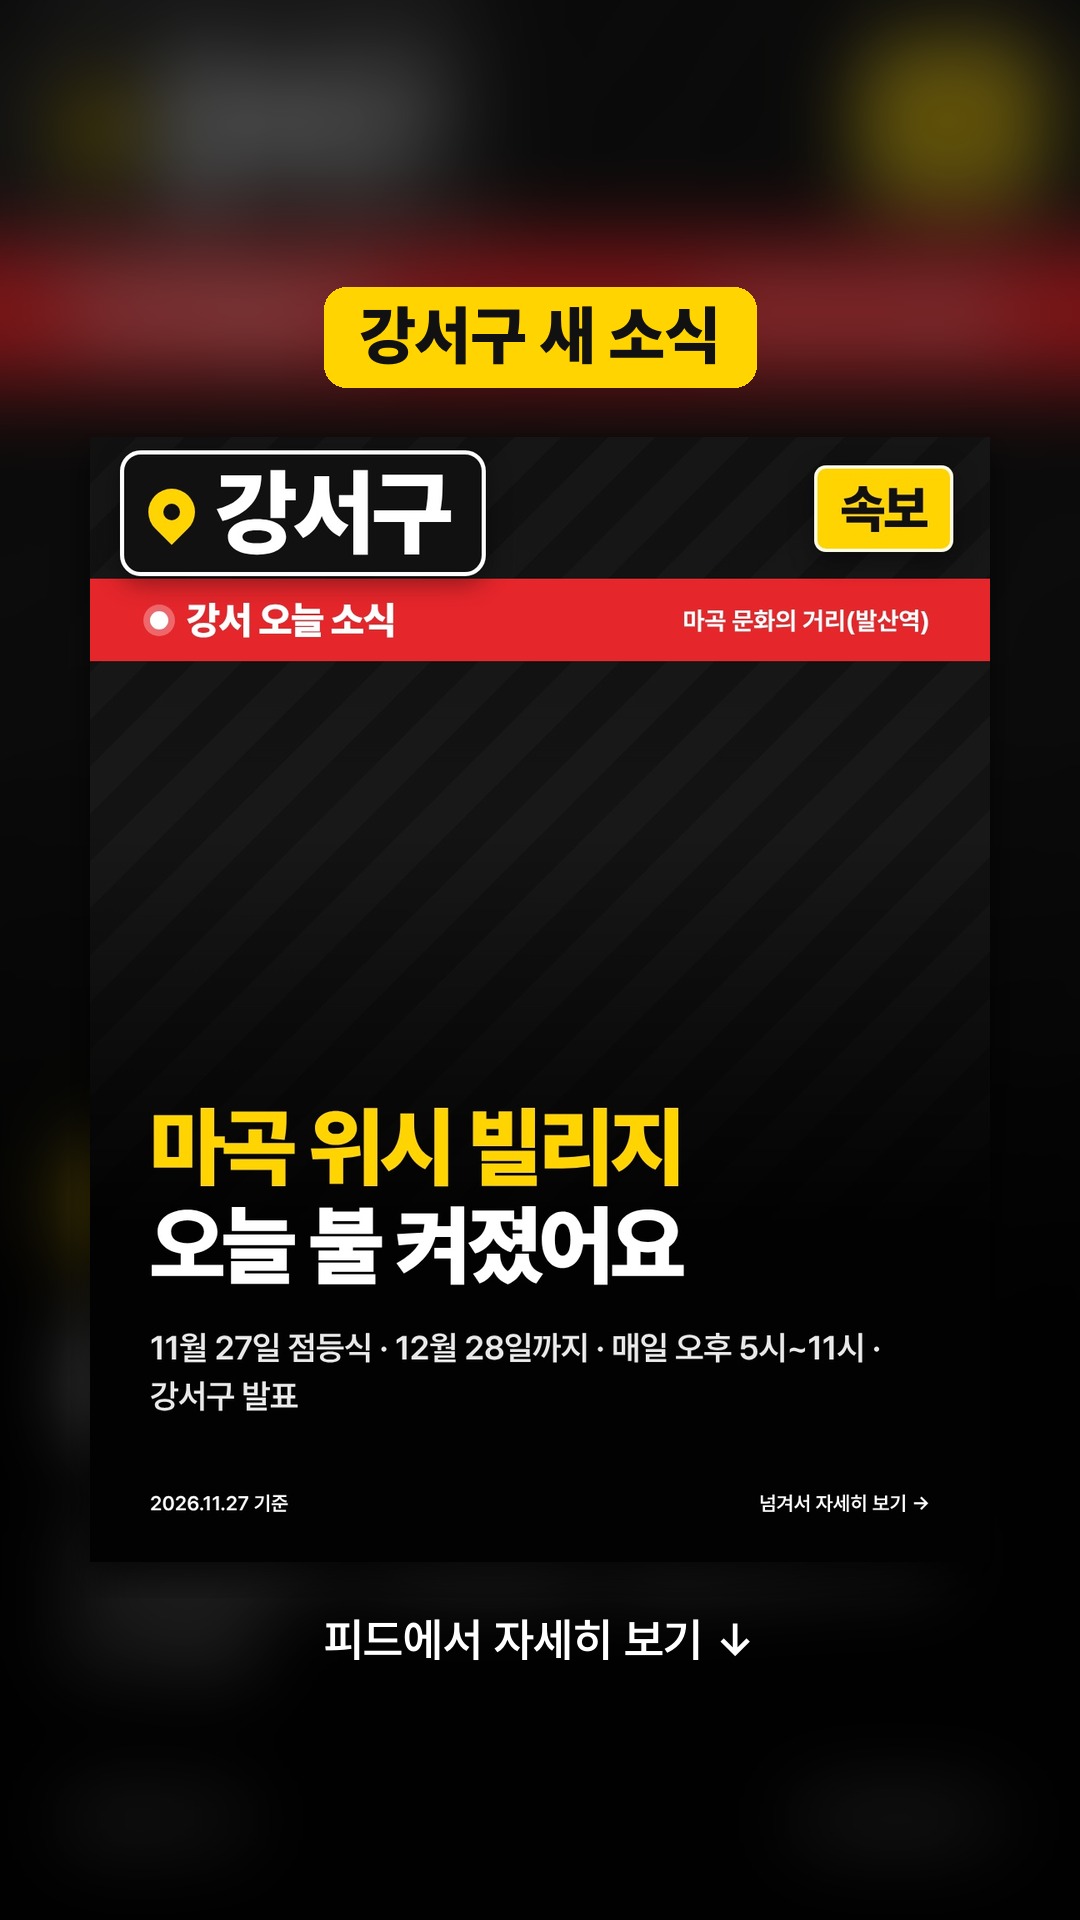 강서구 새 소식
강서구
속보
강서 오늘 소식
마곡 문화의 거리(발산역)
마곡 위시 빌리지
오늘 불 켜졌어요
11월 27일 점등식 · 12월 28일까지 · 매일 오후 5시~11시 ·
강서구 발표
2026.11.27 기준
넘겨서 자세히 보기 →
피드에서 자세히 보기 ↓